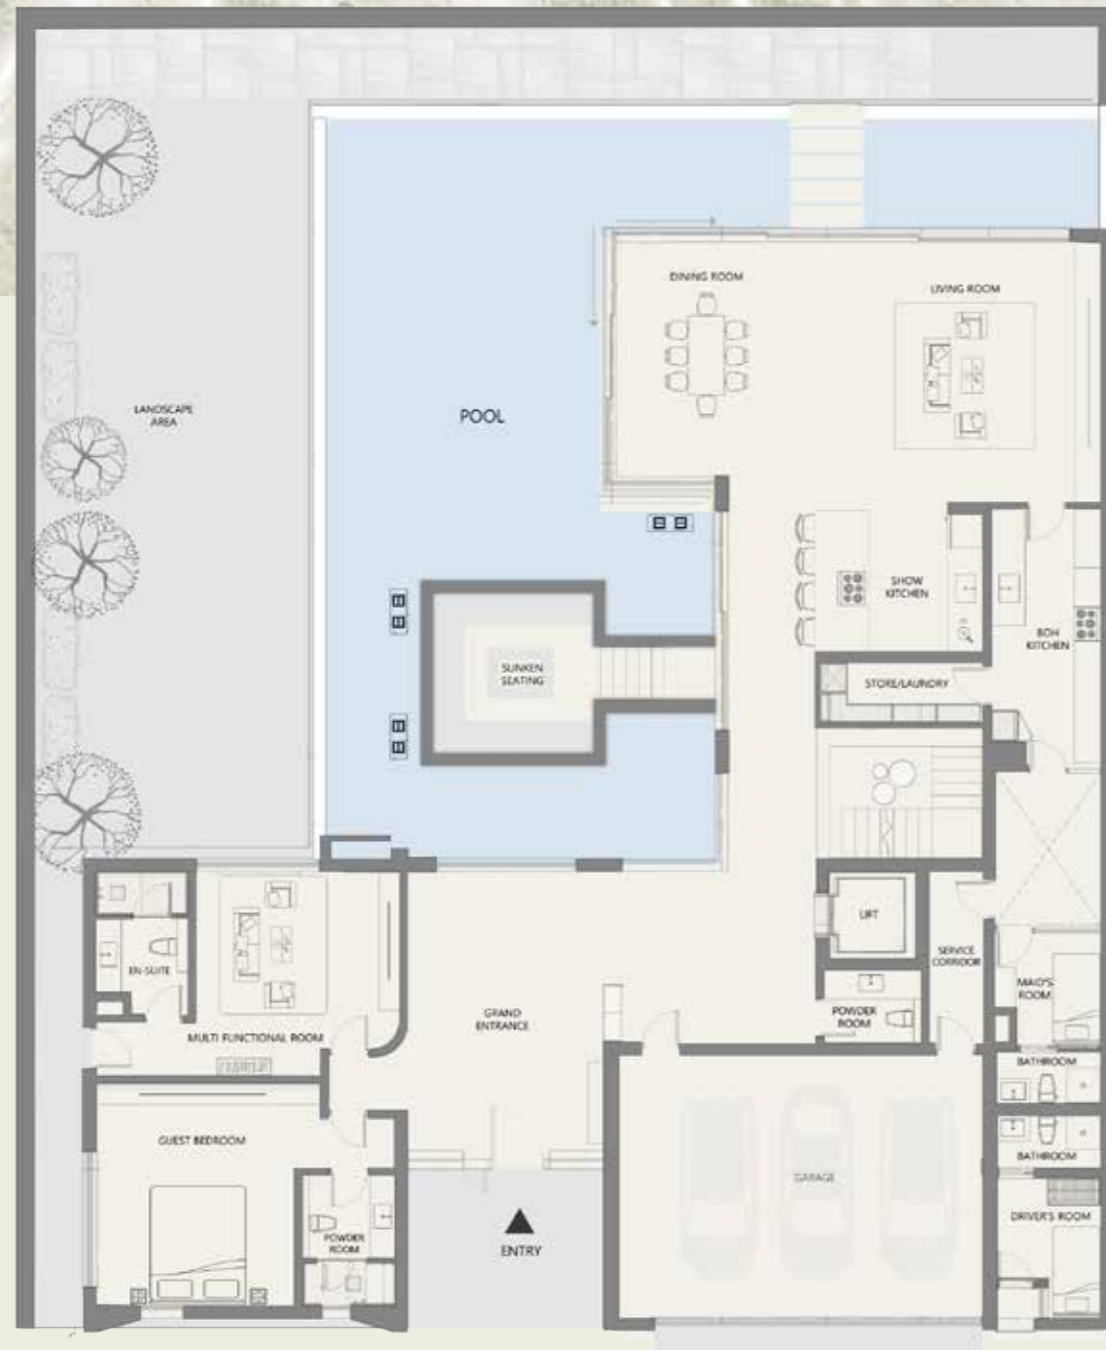 DINING ROOM
LIVING ROOM
LANDSCAPE
AREA
POOL
SHOW
KITCHEN
BOH
KITCHEN
SUNKEN
SEATING
STORE/LAUNDRY
LIFT
SERVICE
CORRIDOR
EN-SUITE
MAID'S
ROOM
GRAND
ENTRANCE
POWDER
ROOM
MULTI FUNCTIONAL ROOM
BATHROOM
GUEST BEDROOM
BATHROOM
GARAGE
DRIVER'S ROOM
POWDER
ROOM
ENTRY